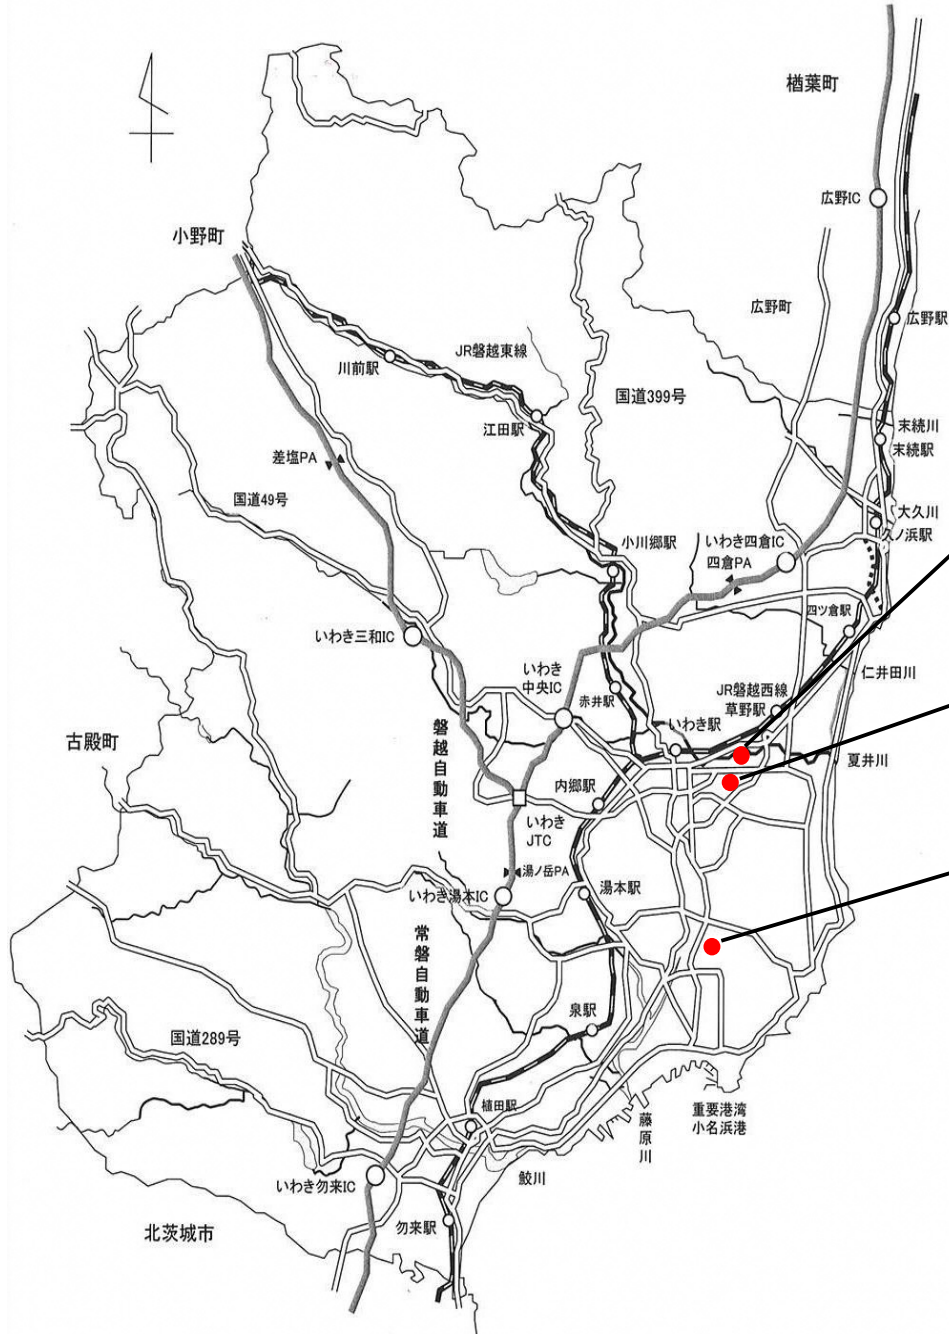 楢葉町
広野IC
小野町
広野町
広野駅
JR磐越東線
川前駅
国道399号
江田駅
末続川
末続駅
差塩PA
国道49号
大久川
久ノ浜駅
小川郷駅
いわき四倉IC
四倉PA
四ツ倉駅
いわき三和IC
いわき
中央IC
仁井田川
赤井駅
JR磐越西線
草野駅
いわき駅
古殿町
磐越自動車道
夏井川
内郷駅
いわき
JTC
湯ノ岳PA
いわき湯本IC
湯本駅
常磐自動車道
泉駅
国道289号
植田駅
藤原川
重要港湾
小名浜港
鮫川
いわき勿来IC
勿来駅
北茨城市